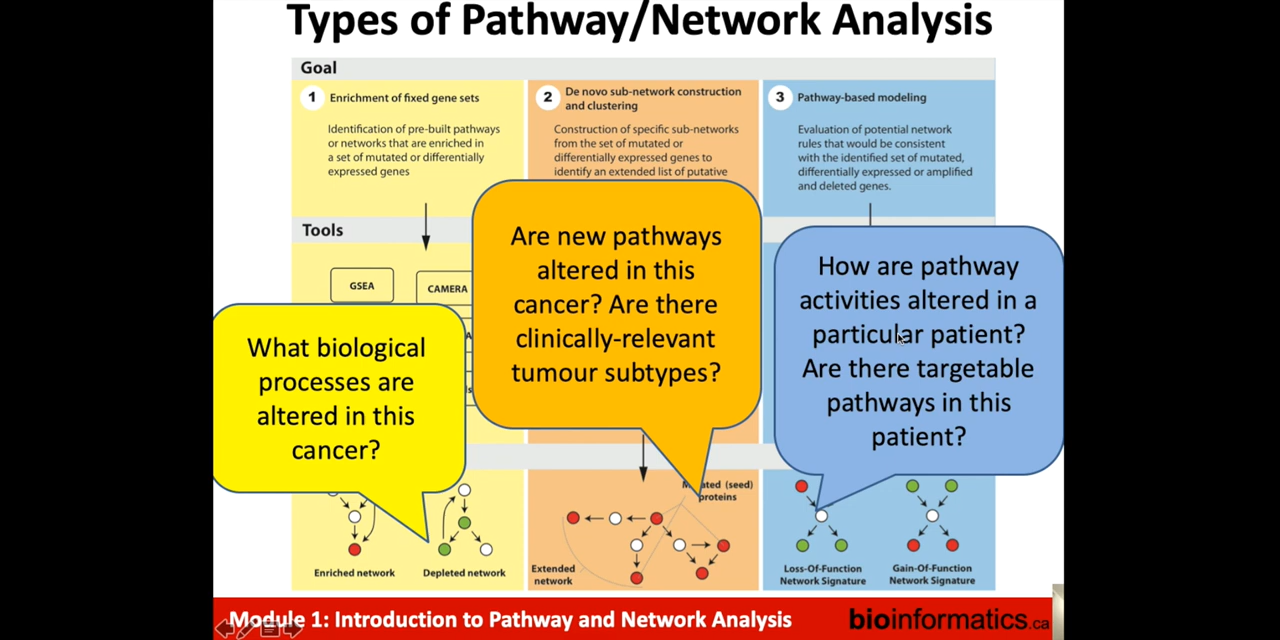 Types of Pathway/Network Analysis
Goal
1 Enrichment of fixed gene sets
Identification of pre-built pathways
or networks that are enriched in
a set of mutated or differentially
expressed genes
2 De novo sub-network construction
and clustering
Construction of specific sub-networks
from the set of mutated or
differentially expressed genes to
identify an extended list of putative
3 Pathway-based modeling
Evaluation of potential network
rules that would be consistent
with the identified set of mutated,
differentially expressed or amplified
and deleted genes.
Tools
GSEA
CAMERA
What biological
processes are
altered in this
cancer?
Are new pathways
altered in this
cancer? Are there
clinically-relevant
tumour subtypes?
How are pathway
activities altered in a
particular patient?
Are there targetable
pathways in this
patient?
Enriched network
Depleted network
(seed)
proteins
Extended
network
Loss-Of-Function
Network Signature
Gain-Of-Function
Network Signature
Module 1: Introduction to Pathway and Network Analysis
bioinformatics.ca